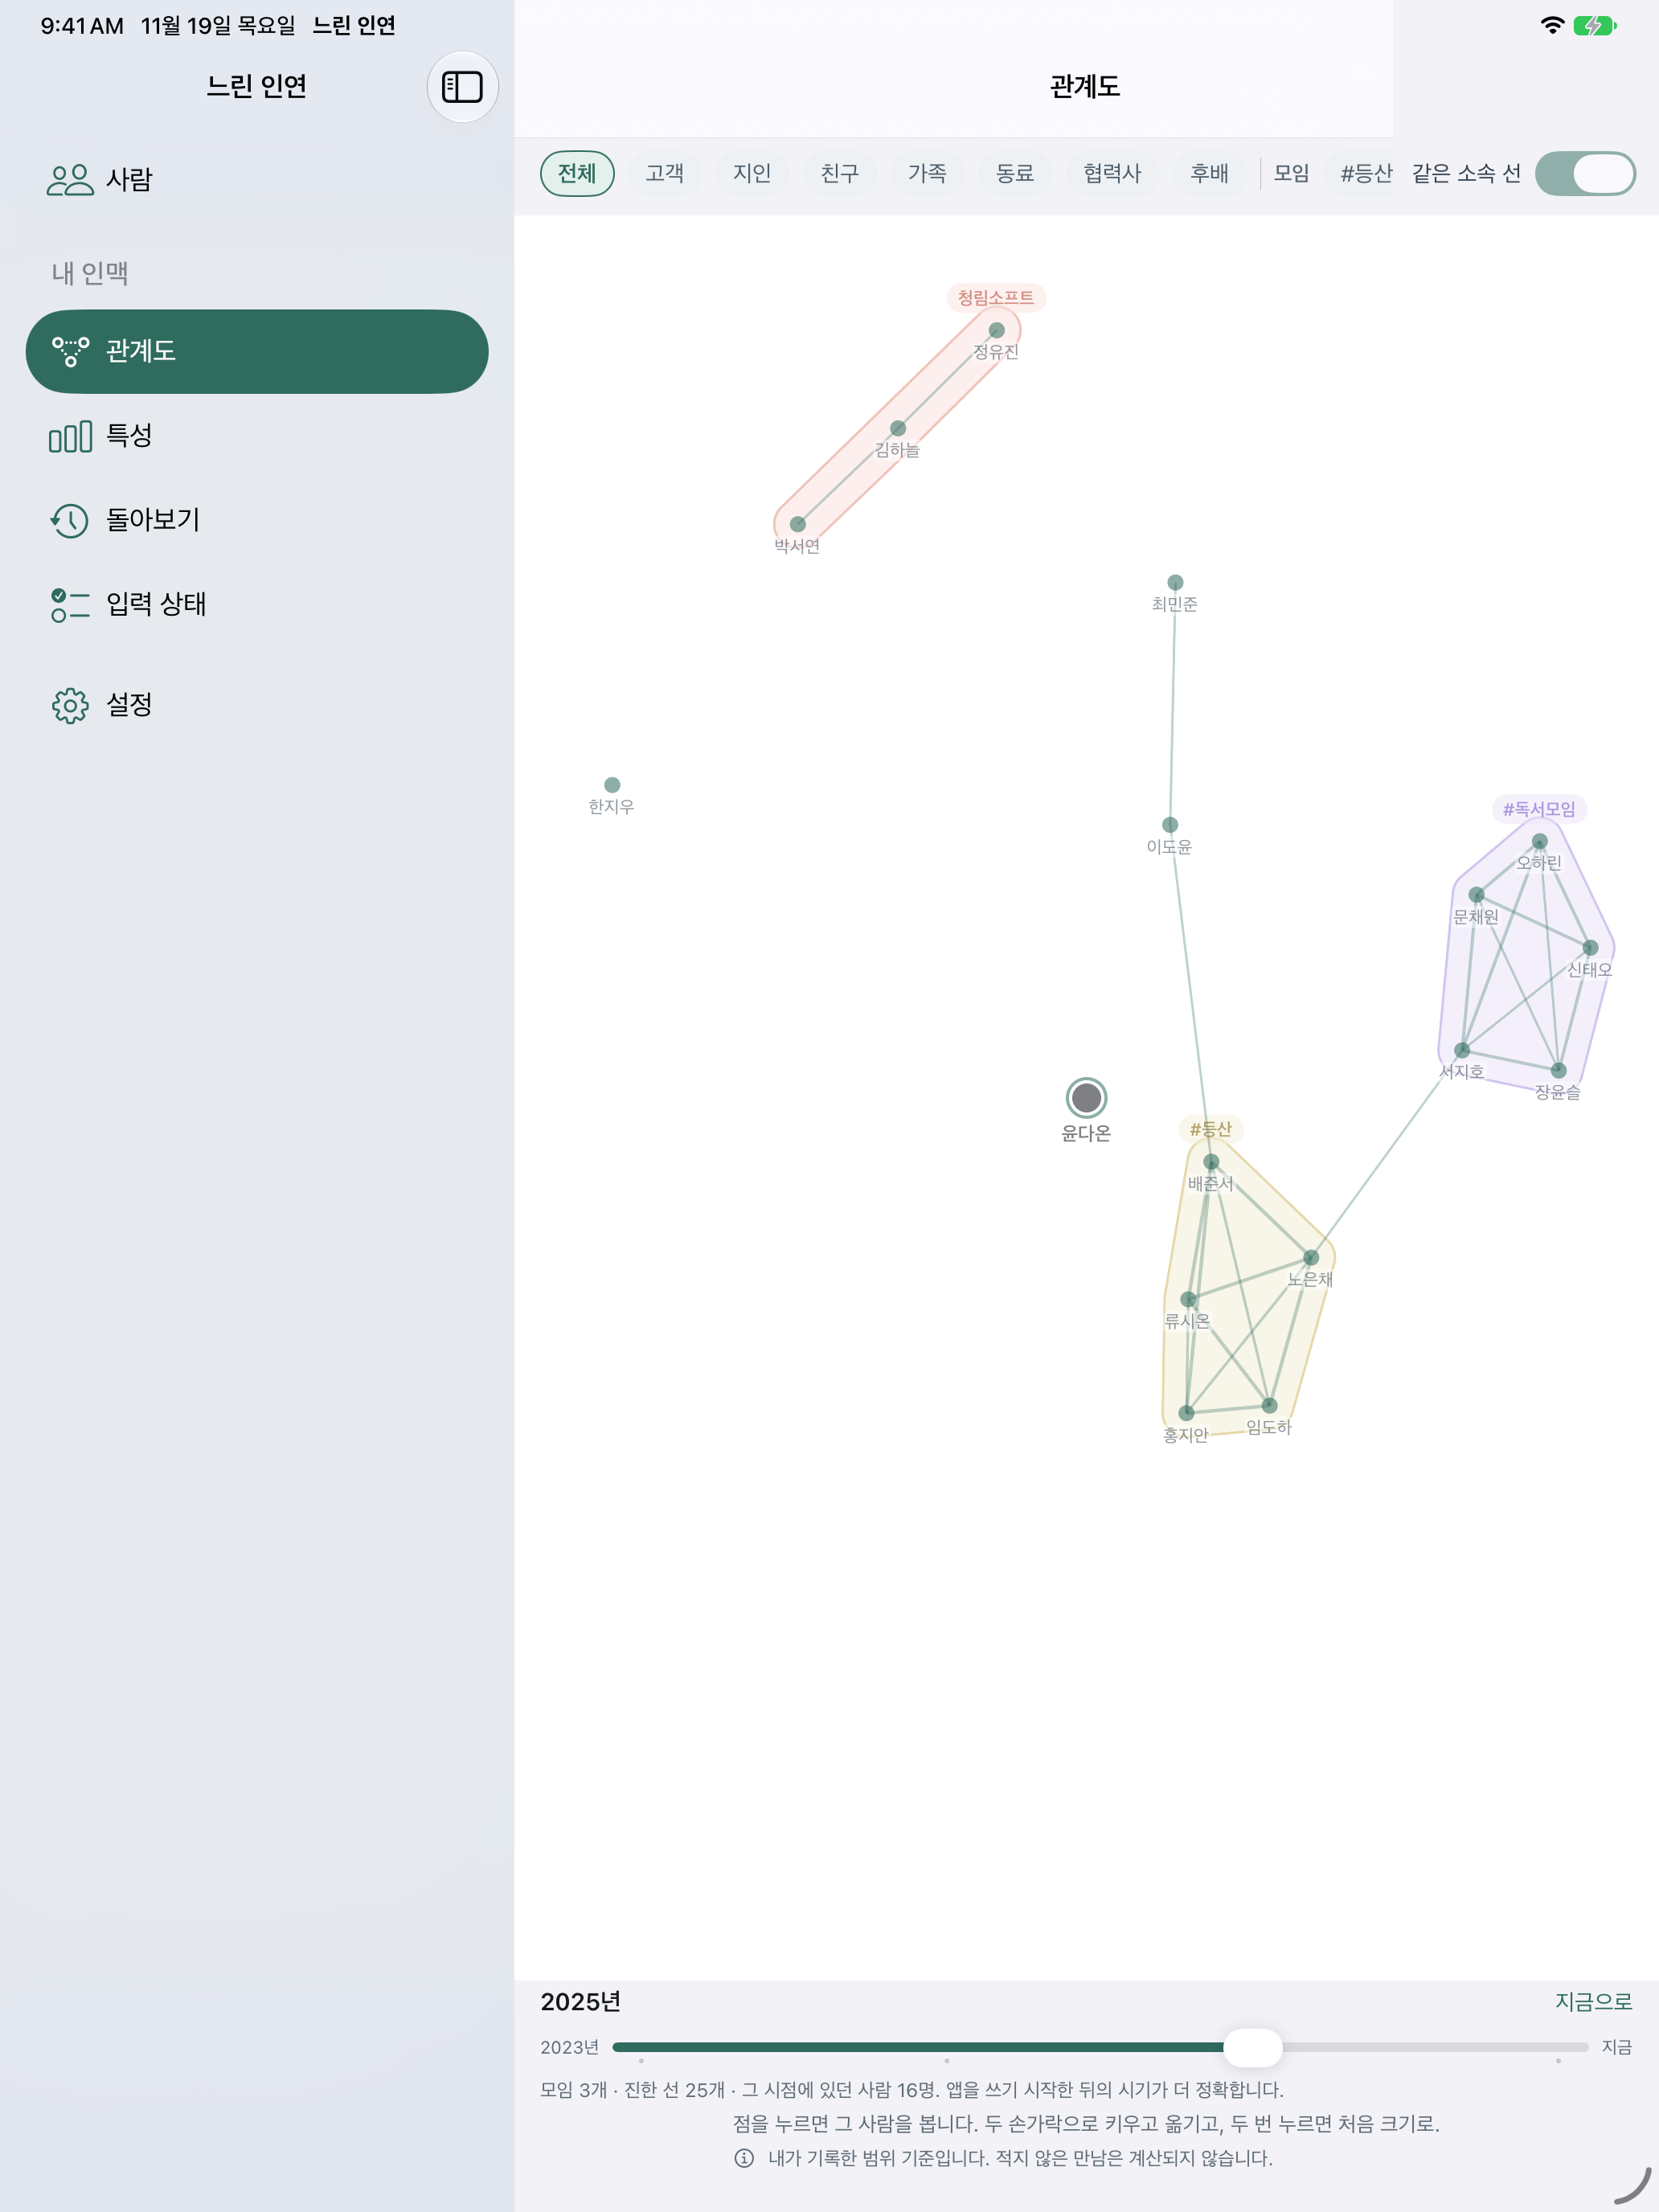 9:41 AM 11월 19일 목요일 느린 인연
느린 인연
사람
내 인맥
관계도
특성
돌아보기
입력 상태
설정
관계도
전체 고객 지인 친구 가족 동료 협력사 후배 모임 #등산 같은 소속 선
청림소프트
정유진
김하늘
박서연
최민준
한지우
#독서모임
이도윤
오하린
문채원
신태오
서지호
장윤슬
윤다온
#등산
배준서
노은채
류시온
임도하
홍지안
2025년 지금으로
2023년 지금
모임 3개 · 진한 선 25개 · 그 시점에 있던 사람 16명. 앱을 쓰기 시작한 뒤의 시기가 더 정확합니다.
점을 누르면 그 사람을 봅니다. 두 손가락으로 키우고 옮기고, 두 번 누르면 처음 크기로.
내가 기록한 범위 기준입니다. 적지 않은 만남은 계산되지 않습니다.